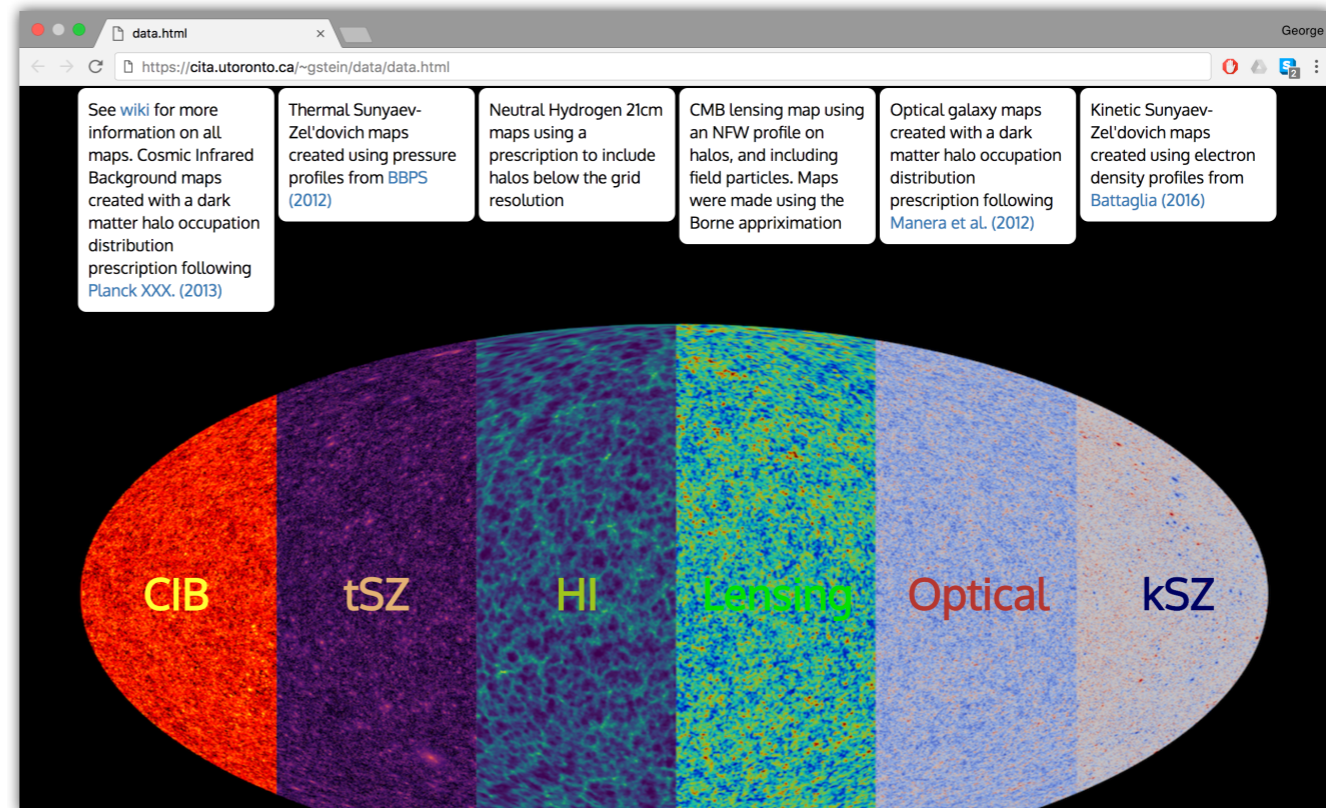 data.html ×
George
https://cita.utoronto.ca/~gstein/data/data.html
2
See wiki for more
information on all
maps. Cosmic Infrared
Background maps
created with a dark
matter halo occupation
distribution
prescription following
Planck XXX. (2013)
Thermal Sunyaev-
Zel'dovich maps
created using pressure
profiles from BBPS
(2012)
Neutral Hydrogen 21cm
maps using a
prescription to include
halos below the grid
resolution
CMB lensing map using
an NFW profile on
halos, and including
field particles. Maps
were made using the
Borne appriximation
Optical galaxy maps
created with a dark
matter halo occupation
distribution
prescription following
Manera et al. (2012)
Kinetic Sunyaev-
Zel'dovich maps
created using electron
density profiles from
Battaglia (2016)
CIB
tSZ
HI
Lensing
Optical
kSZ